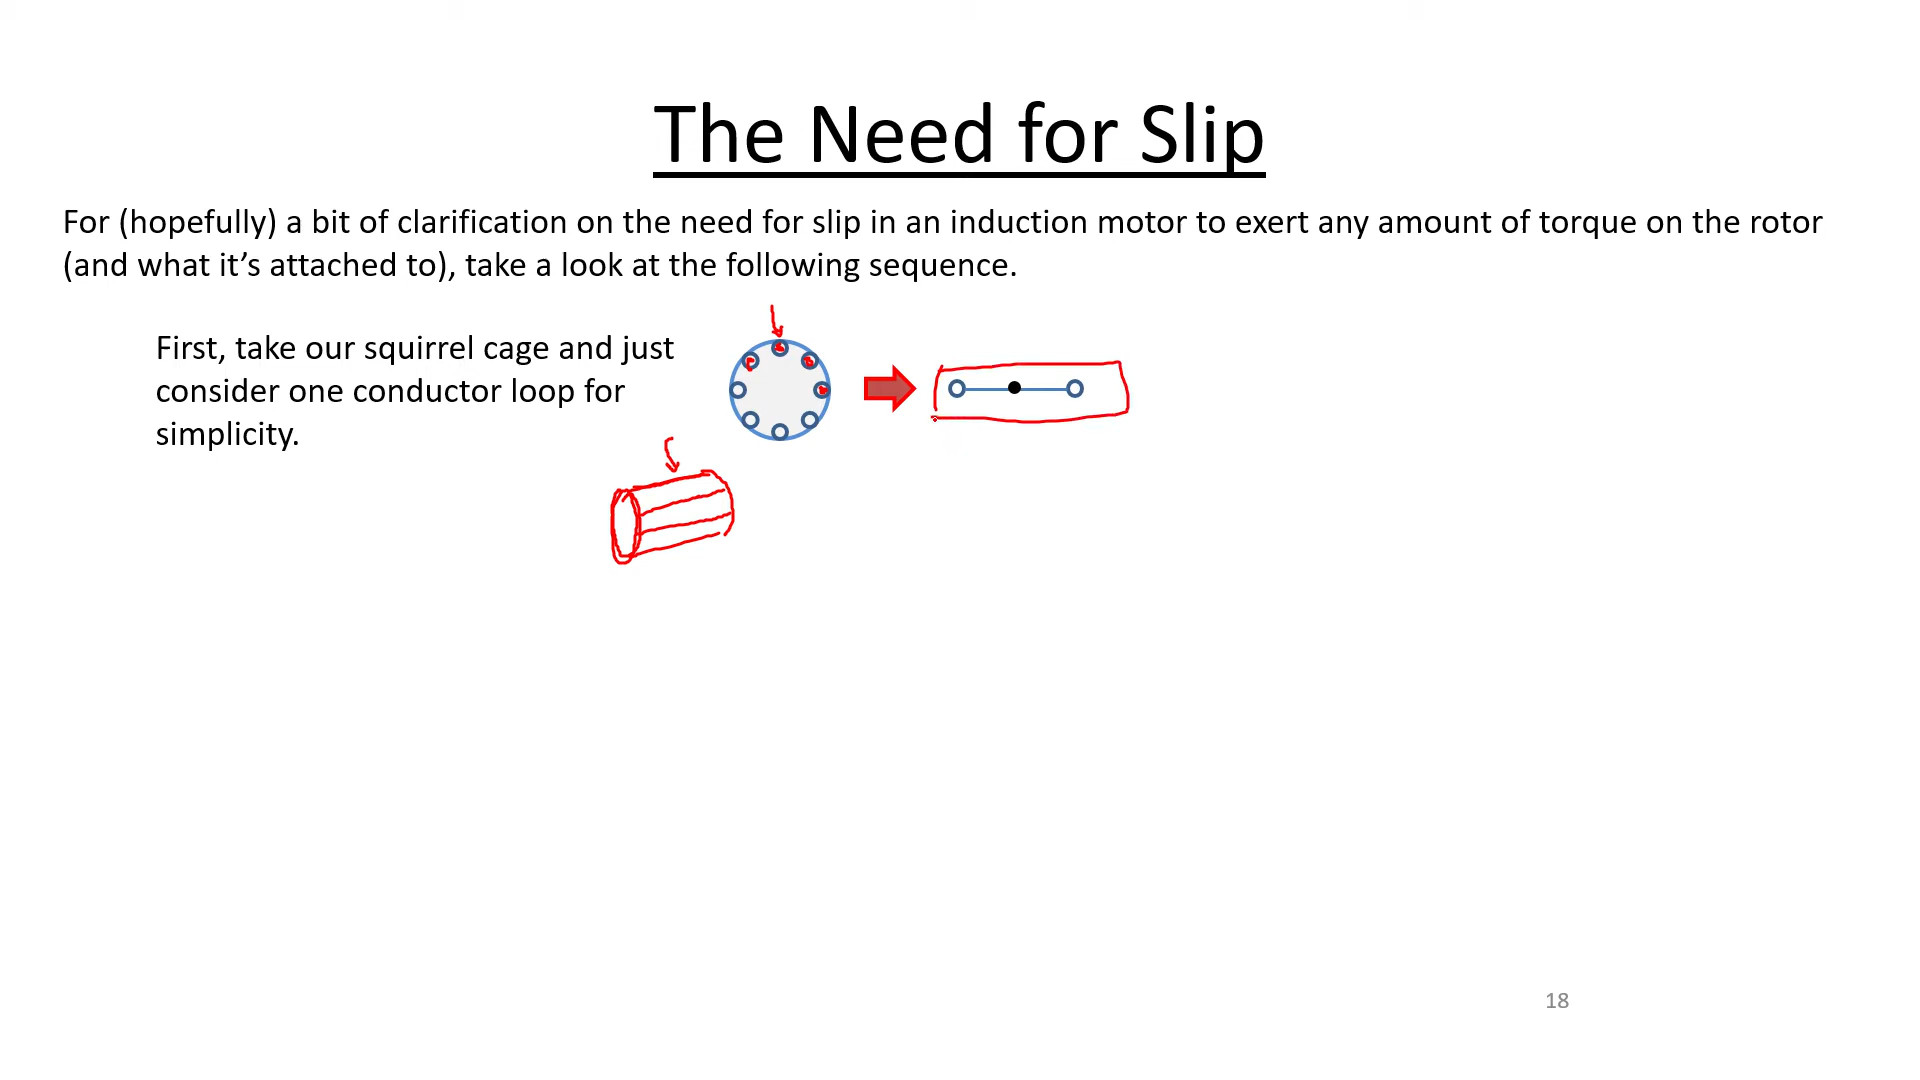 The Need for Slip
For (hopefully) a bit of clarification on the need for slip in an induction motor to exert any amount of torque on the rotor
(and what it’s attached to), take a look at the following sequence.
First, take our squirrel cage and just
consider one conductor loop for
simplicity.
18